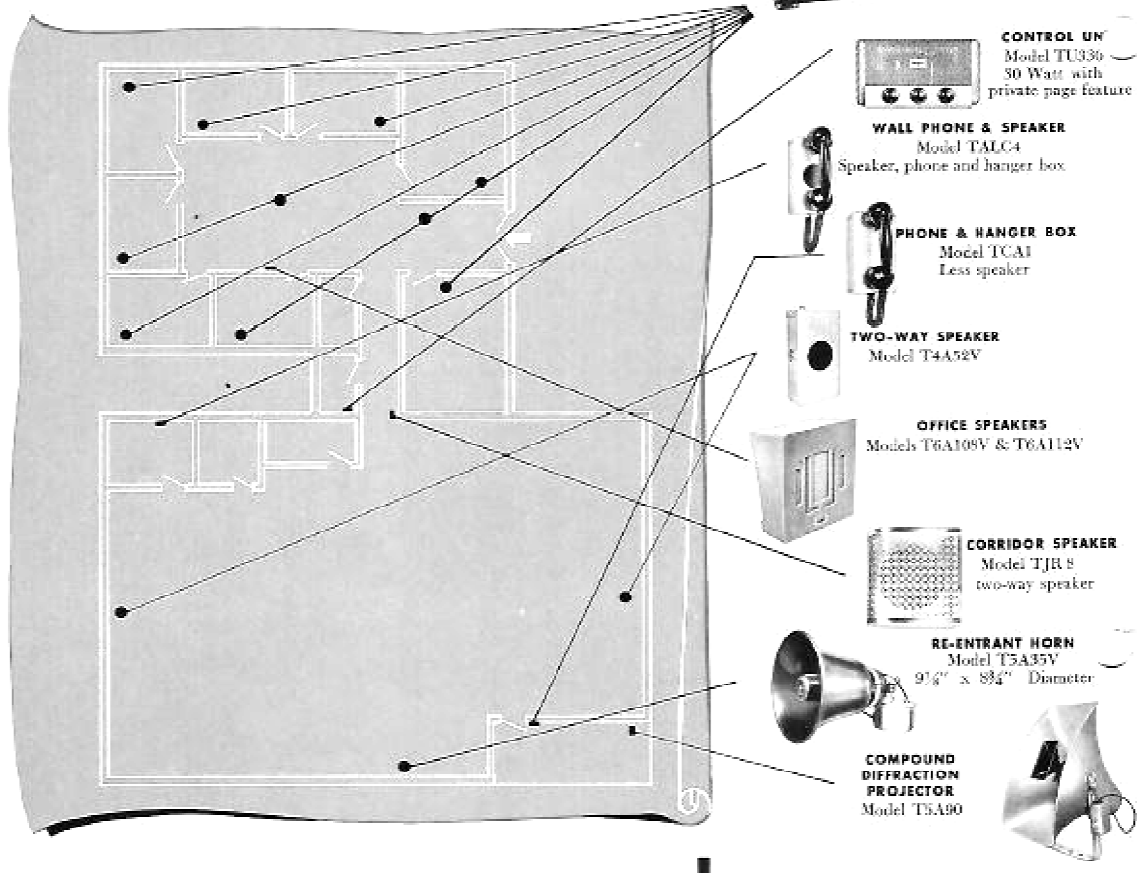 CONTROL UN
Model TU330
30 Watt with
private page feature
WALL PHONE & SPEAKER
Model TALC4
Speaker, phone and hanger box
PHONE & HANGER BOX
Model TCA1
Less speaker
TWO-WAY SPEAKER
Model T4A52V
OFFICE SPEAKERS
Models T6A108V & T6A112V
CORRIDOR SPEAKER
Model TJR 8
two-way speaker
RE-ENTRANT HORN
Model T5A35V
x 8¾" Diameter
COMPOUND
DIFFRACTION
PROJECTOR
Model T5A90